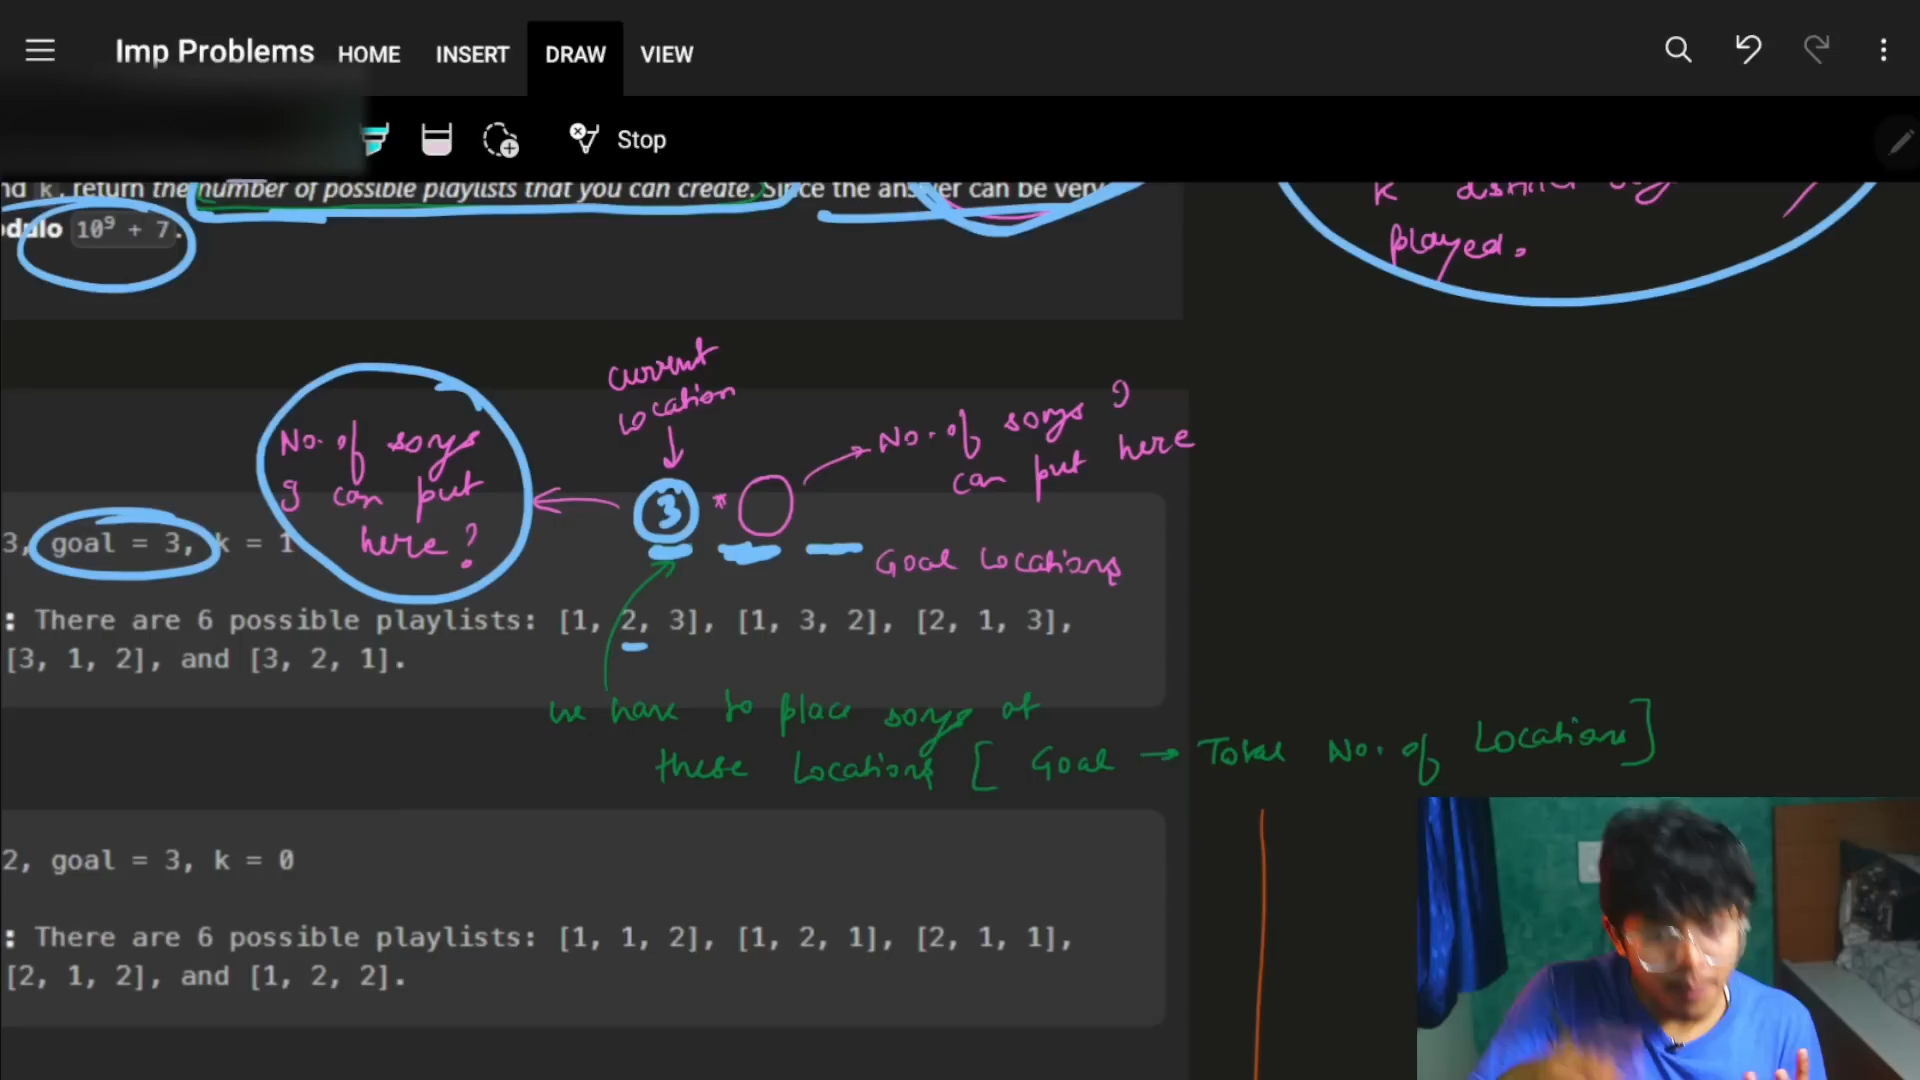 Imp Problems HOME INSERT DRAW VIEW
Stop
nd k, return the number of possible playlists that you can create. Since the answer can be very
odulo 10⁹ + 7.
K distinct
played.
current
Location
No. of songs
I can put
here?
3 *
No. of songs I
can put here
3, goal = 3, k = 1
Goal Locations
: There are 6 possible playlists: [1, 2, 3], [1, 3, 2], [2, 1, 3],
[3, 1, 2], and [3, 2, 1].
we have to place songs at
these Locations [ Goal → Total No. of Locations]
2, goal = 3, k = 0
: There are 6 possible playlists: [1, 1, 2], [1, 2, 1], [2, 1, 1],
[2, 1, 2], and [1, 2, 2].